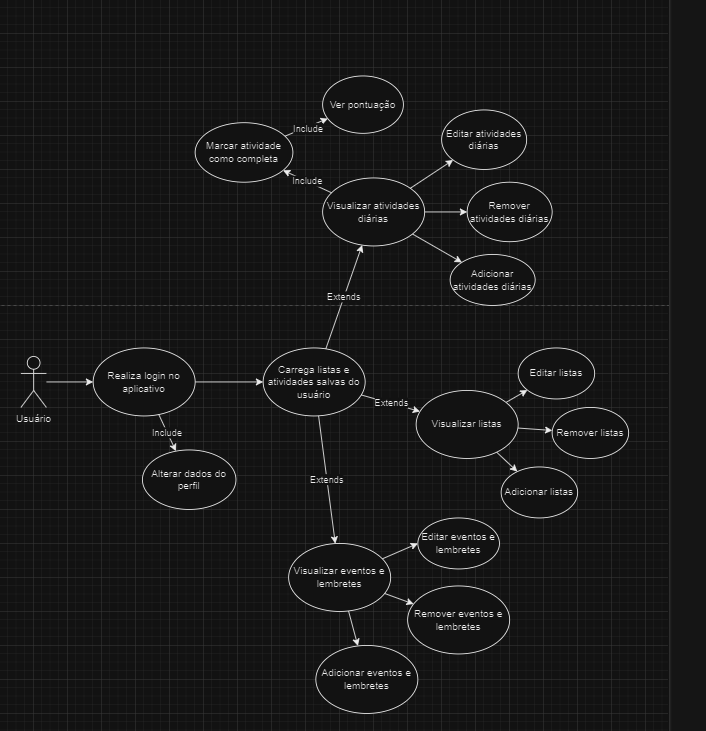 Ver pontuação
Include
Marcar atividade
como completa
Include
Editar atividades
diárias
Visualizar atividades
diárias
Remover
atividades diárias
Adicionar
atividades diárias
Extends
Realiza login no
aplicativo
Carrega listas e
atividades salvas do
usuário
Usuário
Extends
Editar listas
Visualizar listas
Remover listas
Include
Alterar dados do
perfil
Extends
Adicionar listas
Editar eventos e
lembretes
Visualizar eventos e
lembretes
Remover eventos e
lembretes
Adicionar eventos e
lembretes